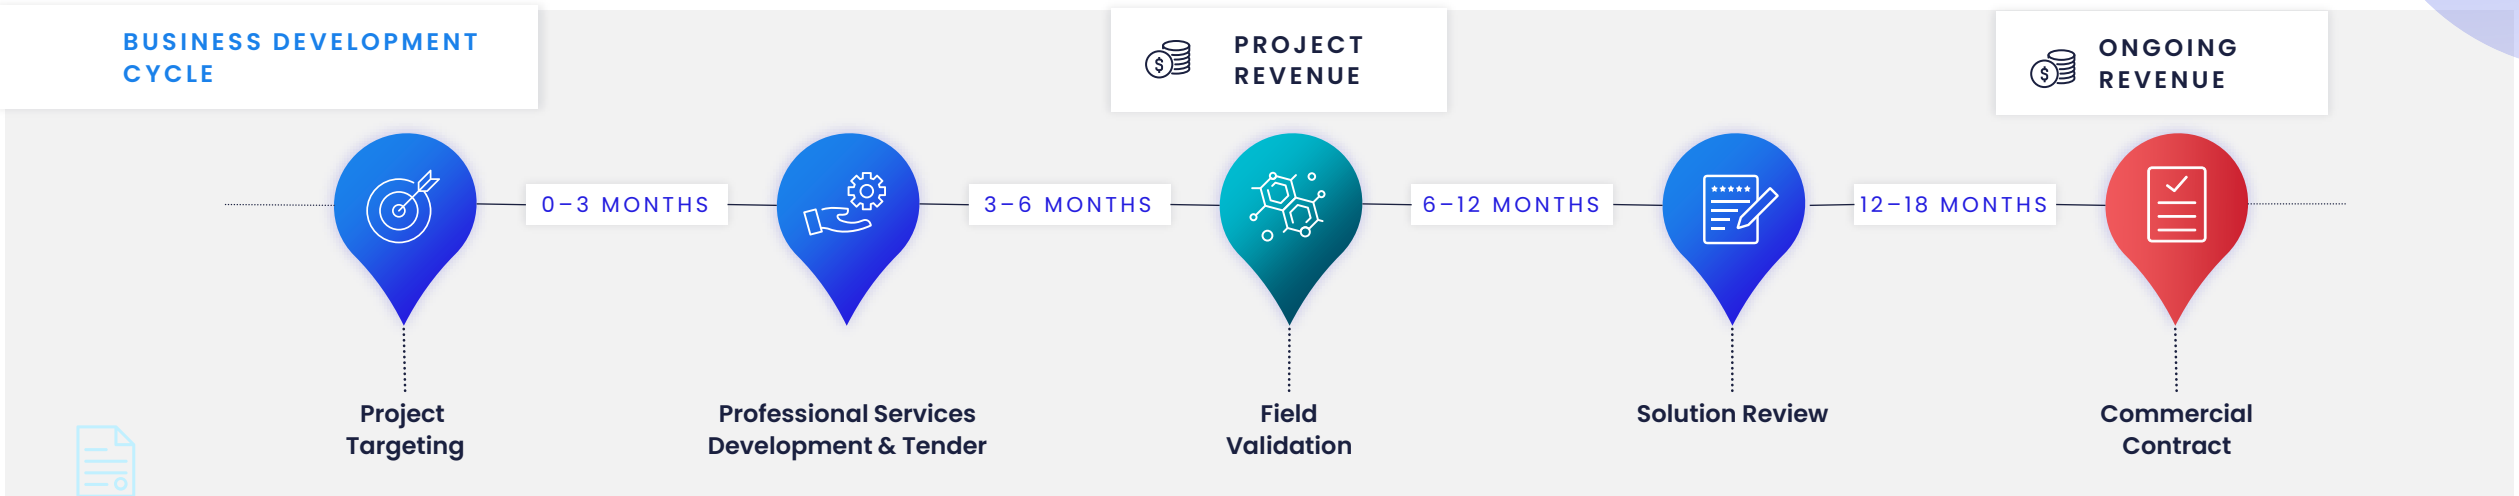 BUSINESS DEVELOPMENT
CYCLE
PROJECT
REVENUE
ONGOING
REVENUE
0–3 MONTHS
3–6 MONTHS
6–12 MONTHS
12–18 MONTHS
Project
Targeting
Professional Services
Development & Tender
Field
Validation
Solution Review
Commercial
Contract